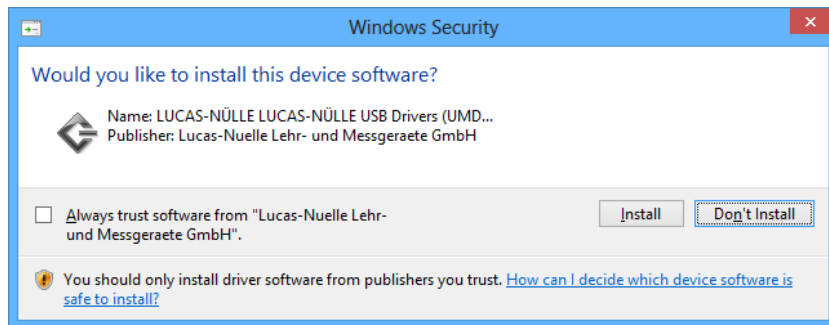 Windows Security
Would you like to install this device software?
Name: LUCAS-NÜLLE LUCAS-NÜLLE USB Drivers (UMD...
Publisher: Lucas-Nuelle Lehr- und Messgeraete GmbH
Always trust software from "Lucas-Nuelle Lehr-
und Messgeraete GmbH".
Install
Don't Install
You should only install driver software from publishers you trust. How can I decide which device software is
safe to install?